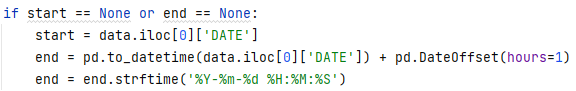 if start == None or end == None:
    start = data.iloc[0]['DATE']
    end = pd.to_datetime(data.iloc[0]['DATE']) + pd.DateOffset(hours=1)
    end = end.strftime('%Y-%m-%d %H:%M:%S')